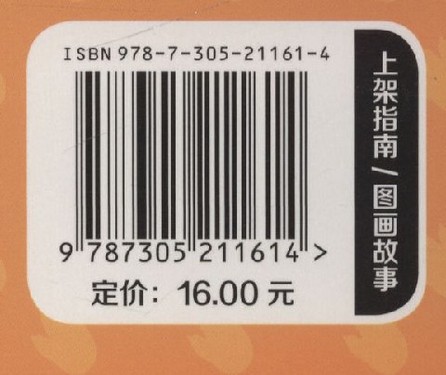 ISBN 978-7-305-21161-4
9 787305 211614 >
定价：16.00 元
上架指南 / 图画故事